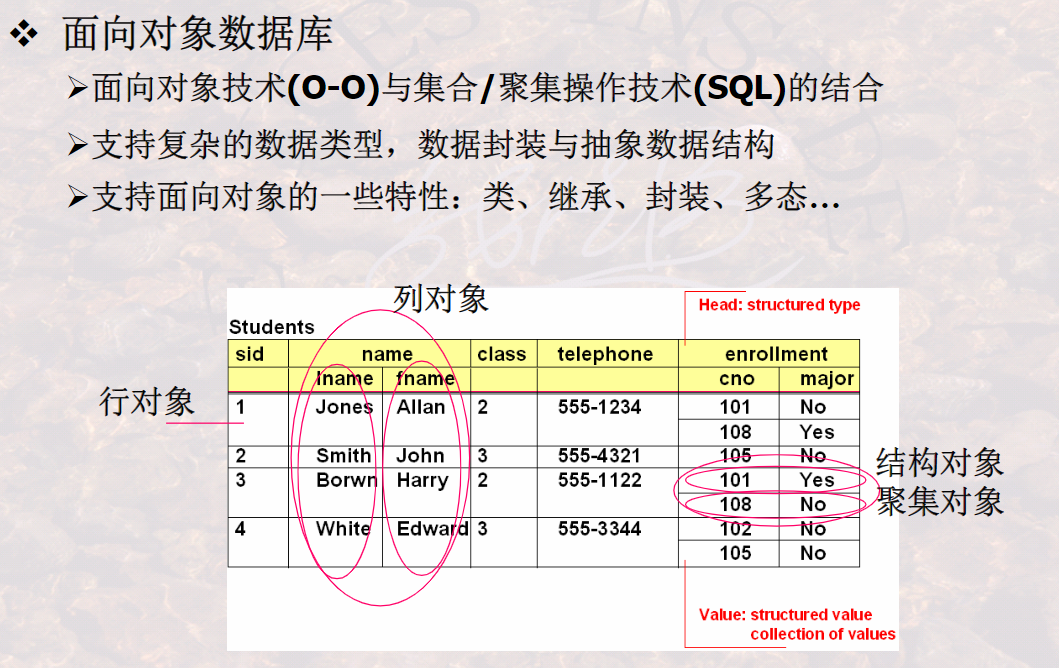 ❖ 面向对象数据库
➢面向对象技术(O-O)与集合/聚集操作技术(SQL)的结合
➢支持复杂的数据类型，数据封装与抽象数据结构
➢支持面向对象的一些特性：类、继承、封装、多态…
列对象
Head: structured type
Students
sid name class telephone enrollment
lname fname cno major
行对象
1 Jones Allan 2 555-1234 101 No
108 Yes
2 Smith John 3 555-4321 105 No
3 Borwn Harry 2 555-1122 101 Yes
108 No
结构对象
聚集对象
4 White Edward 3 555-3344 102 No
105 No
Value: structured value
collection of values